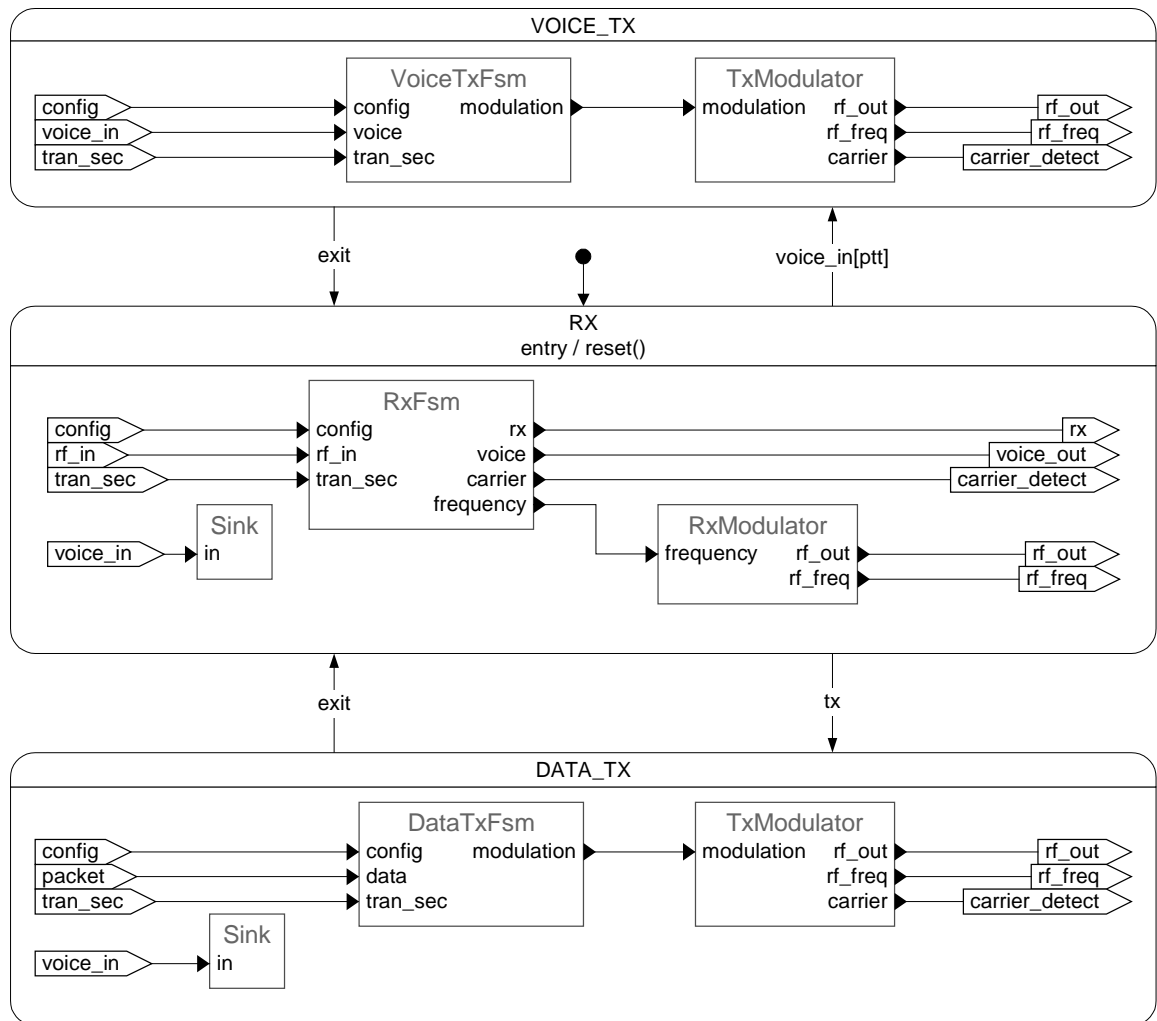 VOICE_TX
VoiceTxFsm
TxModulator
config
config
modulation
modulation
rf_out
rf_out
voice_in
voice
rf_freq
rf_freq
tran_sec
tran_sec
carrier
carrier_detect
exit
voice_in[ptt]
RX
entry / reset()
RxFsm
config
config
rx
rx
rf_in
rf_in
voice
voice_out
tran_sec
tran_sec
carrier
carrier_detect
frequency
Sink
RxModulator
voice_in
in
frequency
rf_out
rf_out
rf_freq
rf_freq
exit
tx
DATA_TX
DataTxFsm
TxModulator
config
config
modulation
modulation
rf_out
rf_out
packet
data
rf_freq
rf_freq
tran_sec
tran_sec
carrier
carrier_detect
Sink
voice_in
in